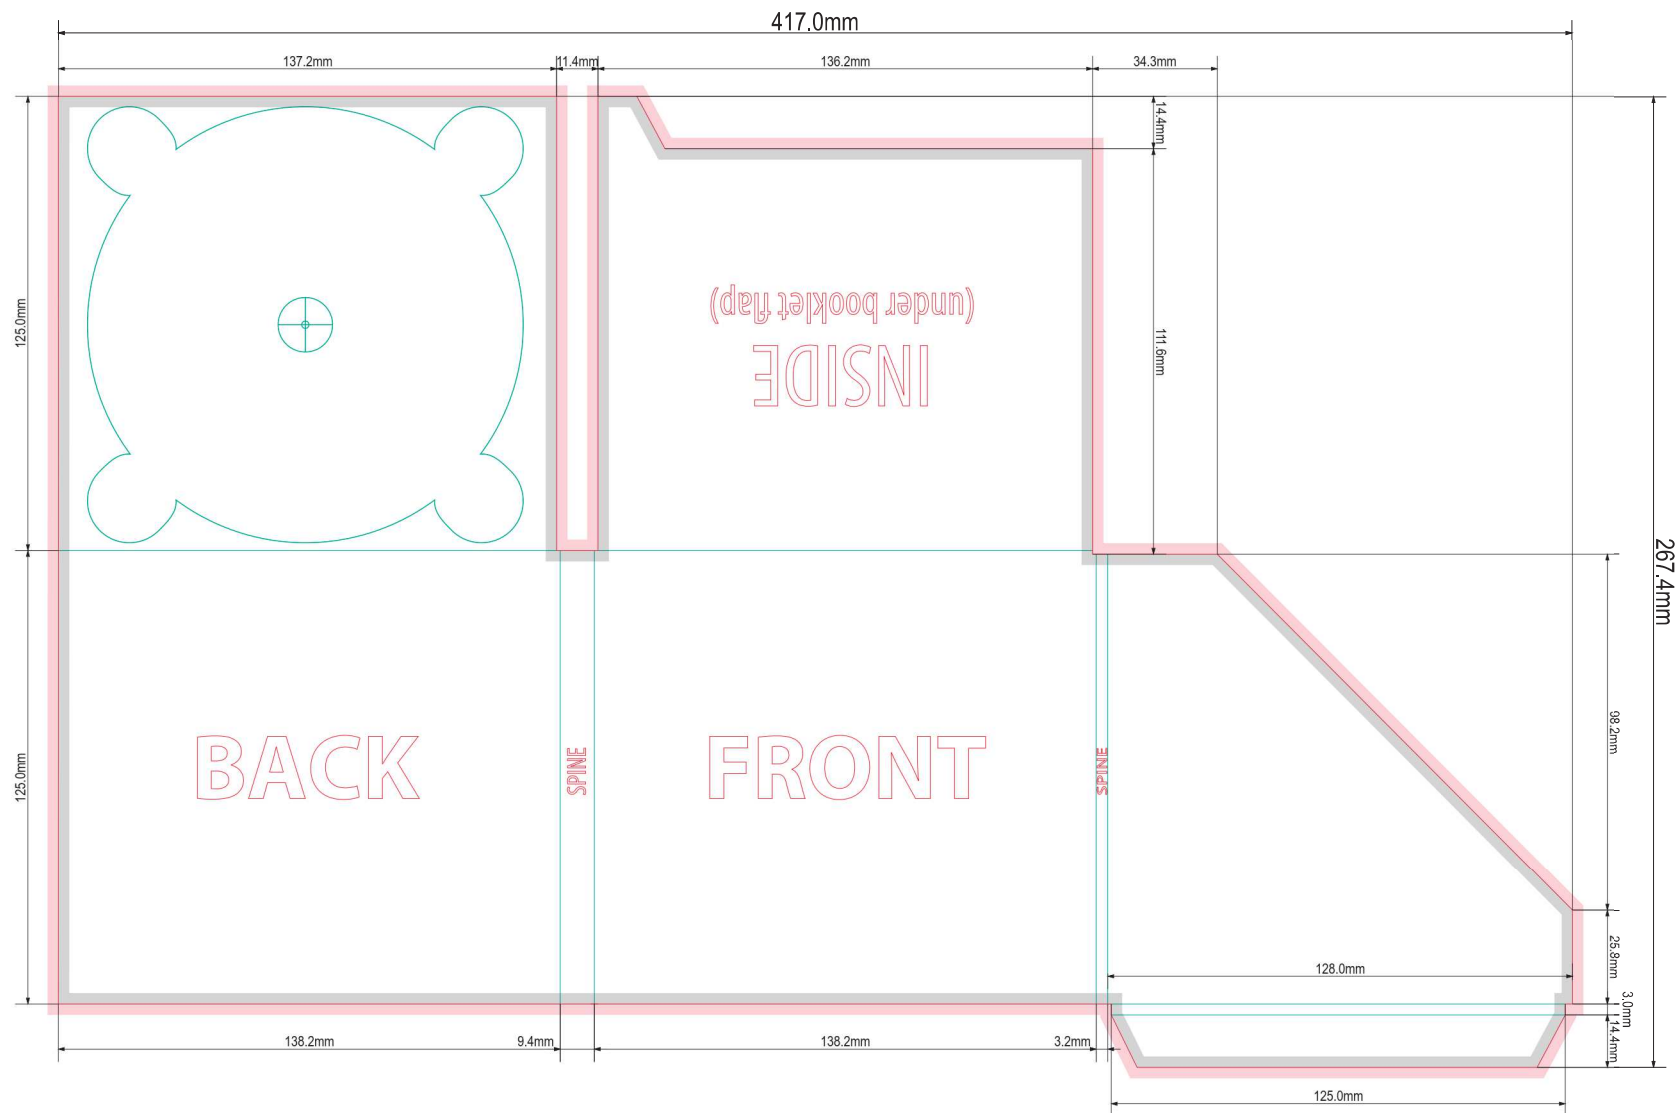 417.0mm
137.2mm
11.4mm
136.2mm
34.3mm
14.4mm
125.0mm
(under booklet flap)
INSIDE
111.6mm
267.4mm
125.0mm
BACK
SPINE
FRONT
SPINE
98.2mm
128.0mm
25.8mm
3.0mm
14.4mm
138.2mm
9.4mm
138.2mm
3.2mm
125.0mm